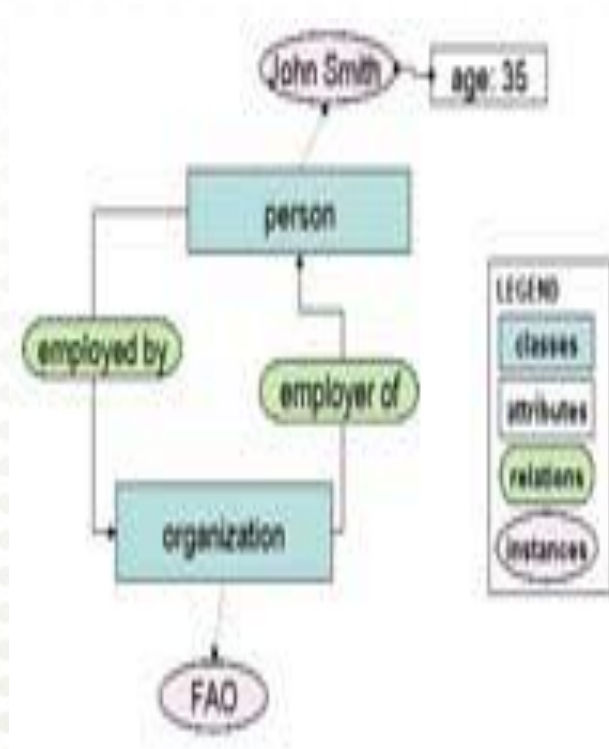 John Smith
age: 35
person
employed by
employer of
organization
FAO
LEGEND
classes
attributes
relations
instances